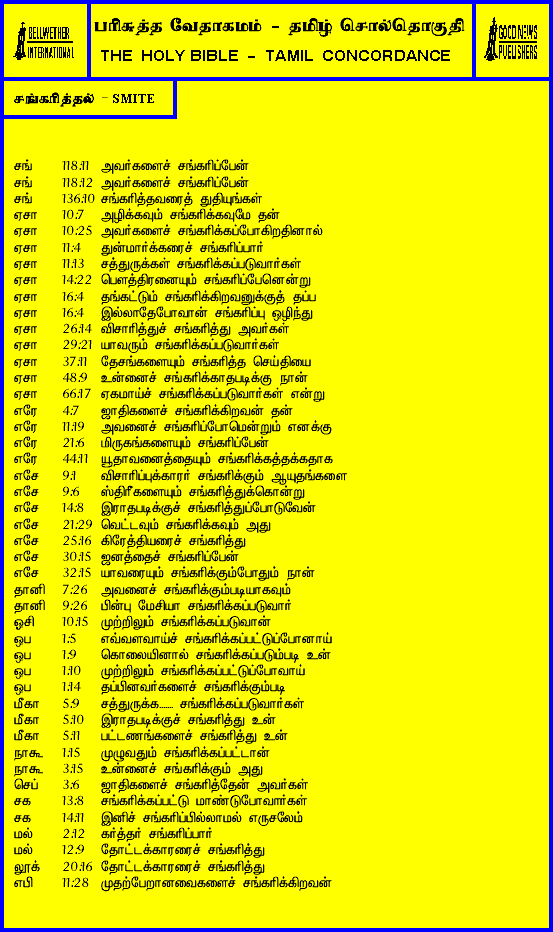 BELLWETHER
INTERNATIONAL
பரிசுத்த வேதாகமம் – தமிழ் சொல்தொகுதி
THE HOLY BIBLE – TAMIL CONCORDANCE
GOOD NEWS
PUBLISHERS
சங்கரித்தல் – SMITE
சங் 118:11 அவர்களைச் சங்கரிப்பேன்
சங் 118:12 அவர்களைச் சங்கரிப்பேன்
சங் 136:10 சங்கரித்தவரைத் துதியுங்கள்
ஏசா 10:7 அழிக்கவும் சங்கரிக்கவுமே தன்
ஏசா 10:25 அவர்களைச் சங்கரிக்கப்போகிறதினால்
ஏசா 11:4 துன்மார்க்கரைச் சங்கரிப்பார்
ஏசா 11:13 சத்துருக்கள் சங்கரிக்கப்படுவார்கள்
ஏசா 14:22 பௌத்திரனையும் சங்கரிப்பேனென்று
ஏசா 16:4 தங்கட்டும் சங்கரிக்கிறவனுக்குத் தப்ப
ஏசா 16:4 இல்லாதேபோவான் சங்கரிப்பு ஒழிந்து
ஏசா 26:14 விசாரித்துச் சங்கரித்து அவர்கள்
ஏசா 29:21 யாவரும் சங்கரிக்கப்படுவார்கள்
ஏசா 37:11 தேசங்களையும் சங்கரித்த செய்தியை
ஏசா 48:9 உன்னைச் சங்கரிக்காதபடிக்கு நான்
ஏசா 66:17 ஏகமாய்ச் சங்கரிக்கப்படுவார்கள் என்று
எரே 4:7 ஜாதிகளைச் சங்கரிக்கிறவன் தன்
எரே 11:19 அவனைச் சங்கரிப்போமென்றும் எனக்கு
எரே 21:6 மிருகங்களையும் சங்கரிப்பேன்
எரே 44:11 யூதாவனைத்தையும் சங்கரிக்கத்தக்கதாக
எசே 9:1 விசாரிப்புக்காரர் சங்கரிக்கும் ஆயுதங்களை
எசே 9:6 ஸ்திரீகளையும் சங்கரித்துக்கொன்று
எசே 14:8 இராதபடிக்குச் சங்கரித்துப்போடுவேன்
எசே 21:29 வெட்டவும் சங்கரிக்கவும் அது
எசே 25:16 கிரேத்தியரைச் சங்கரித்து
எசே 30:15 ஜனத்தைச் சங்கரிப்பேன்
எசே 32:15 யாவரையும் சங்கரிக்கும்போதும் நான்
தானி 7:26 அவனைச் சங்கரிக்கும்படியாகவும்
தானி 9:26 பின்பு மேசியா சங்கரிக்கப்படுவார்
ஓசி 10:15 முற்றிலும் சங்கரிக்கப்படுவான்
ஒப 1:5 எவ்வளவாய்ச் சங்கரிக்கப்பட்டுப்போனாய்
ஒப 1:9 கொலையினால் சங்கரிக்கப்படும்படி உன்
ஒப 1:10 முற்றிலும் சங்கரிக்கப்பட்டுப்போவாய்
ஒப 1:14 தப்பினவர்களைச் சங்கரிக்கும்படி
மீகா 5:9 சத்துருக்க....... சங்கரிக்கப்படுவார்கள்
மீகா 5:10 இராதபடிக்குச் சங்கரித்து உன்
மீகா 5:11 பட்டணங்களைச் சங்கரித்து உன்
நாகூ 1:15 முழுவதும் சங்கரிக்கப்பட்டான்
நாகூ 3:15 உன்னைச் சங்கரிக்கும் அது
செப் 3:6 ஜாதிகளைச் சங்கரித்தேன் அவர்கள்
சக 13:8 சங்கரிக்கப்பட்டு மாண்டுபோவார்கள்
சக 14:11 இனிச் சங்கரிப்பில்லாமல் எருசலேம்
மல் 2:12 கர்த்தர் சங்கரிப்பார்
மல் 12:9 தோட்டக்காரரைச் சங்கரித்து
லூக் 20:16 தோட்டக்காரரைச் சங்கரித்து
எபி 11:28 முதற்பேறானவைகளைச் சங்கரிக்கிறவன்